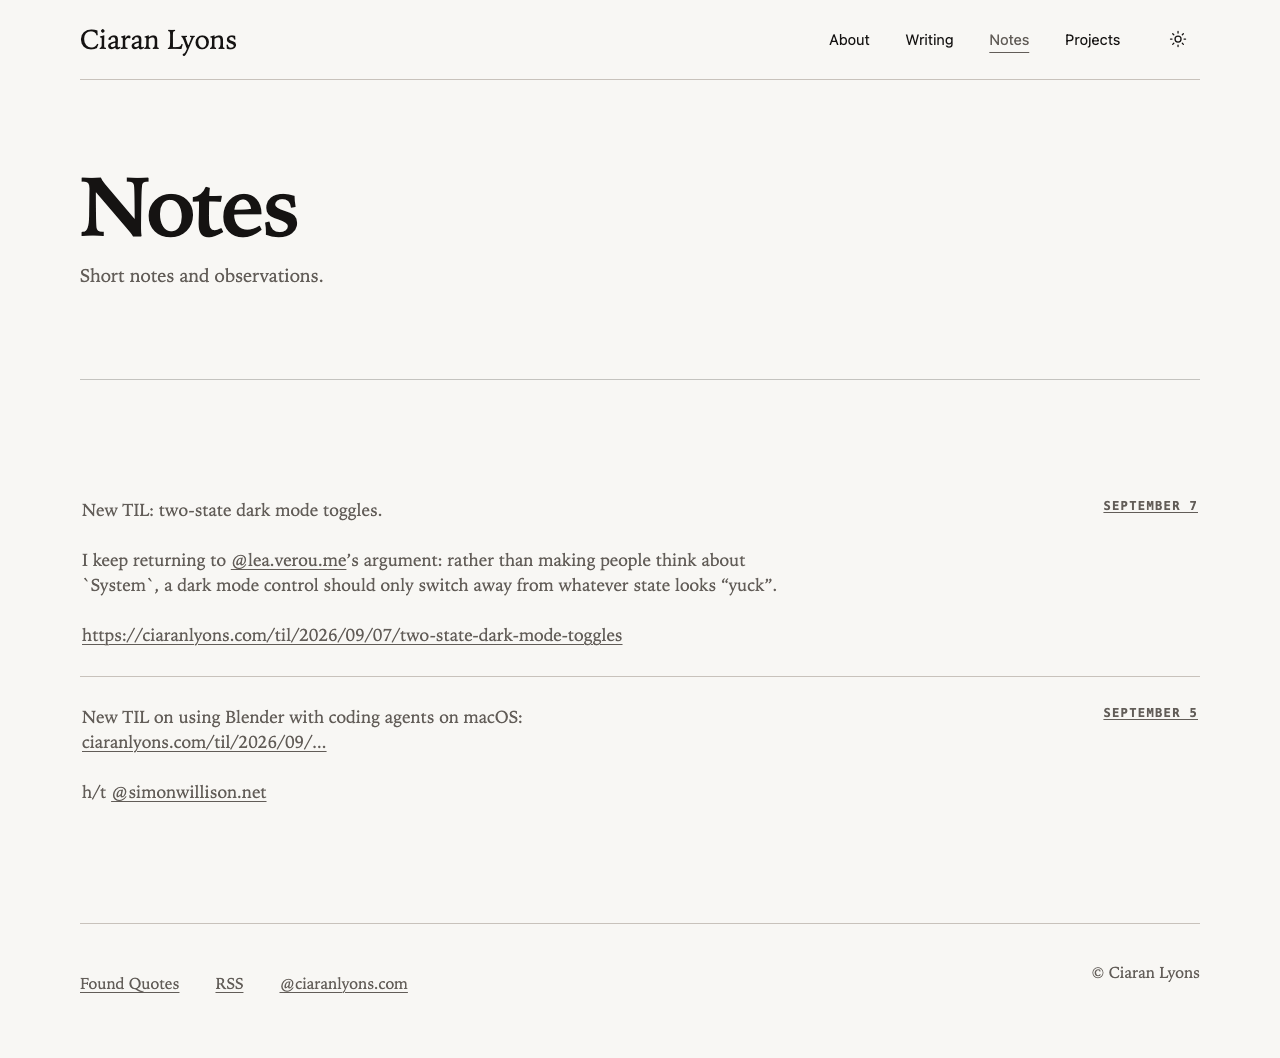 Ciaran Lyons
About Writing Notes Projects
Notes
Short notes and observations.
New TIL: two-state dark mode toggles.
SEPTEMBER 7
I keep returning to @lea.verou.me’s argument: rather than making people think about
`System`, a dark mode control should only switch away from whatever state looks “yuck”.
https://ciaranlyons.com/til/2026/09/07/two-state-dark-mode-toggles
New TIL on using Blender with coding agents on macOS:
SEPTEMBER 5
ciaranlyons.com/til/2026/09/...
h/t @simonwillison.net
Found Quotes RSS @ciaranlyons.com
© Ciaran Lyons